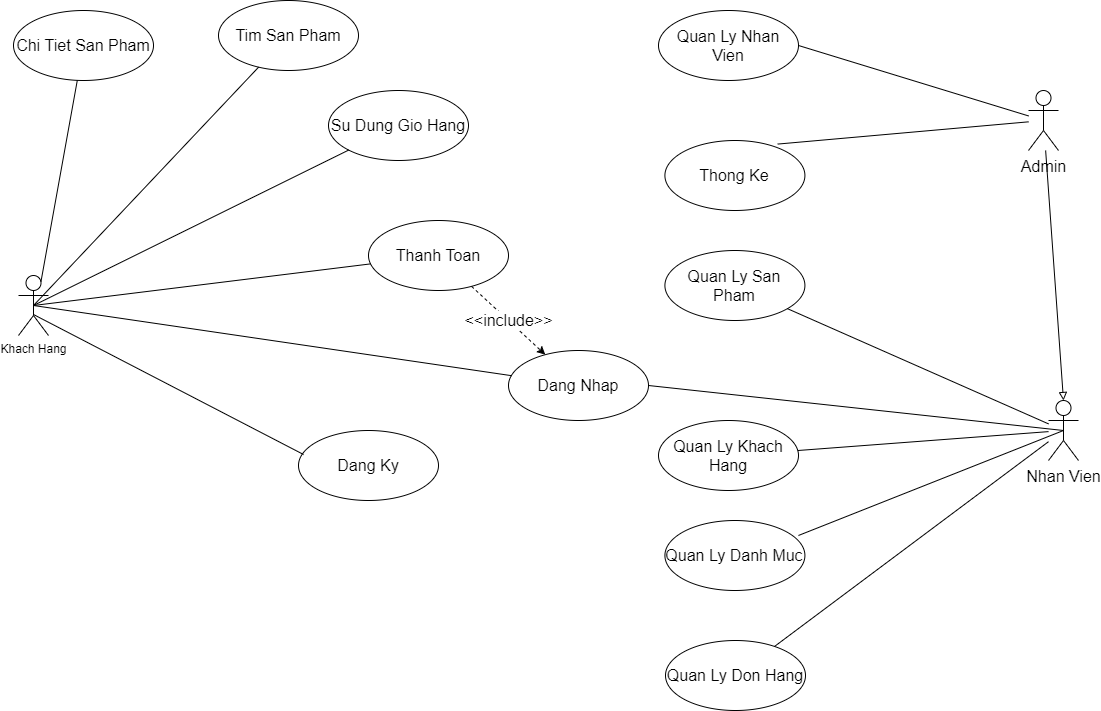 Chi Tiet San Pham
Tim San Pham
Su Dung Gio Hang
Thanh Toan
<<include>>
Khach Hang
Dang Nhap
Dang Ky
Quan Ly Nhan
Vien
Thong Ke
Admin
Quan Ly San
Pham
Quan Ly Khach
Hang
Nhan Vien
Quan Ly Danh Muc
Quan Ly Don Hang